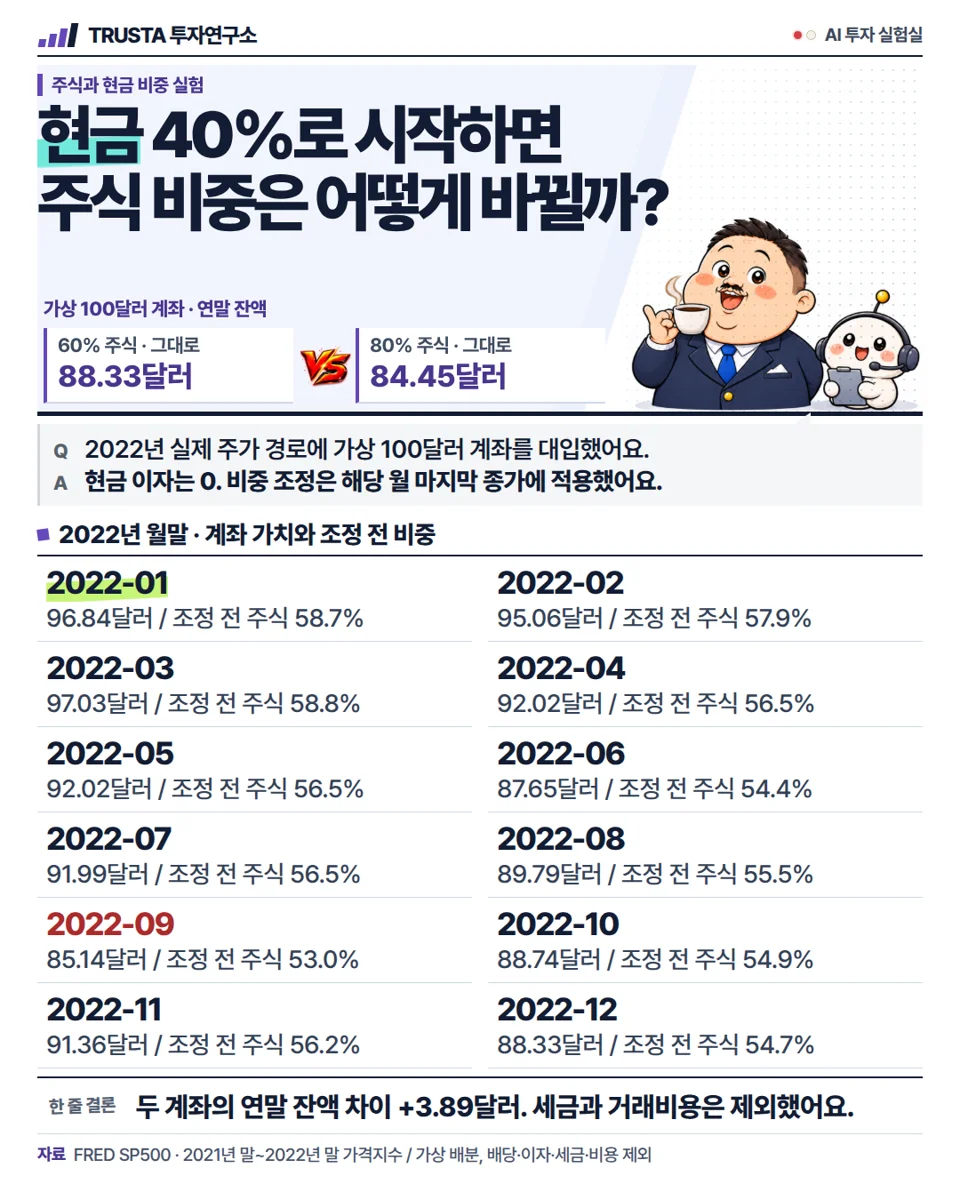 TRUSTA 투자연구소
AI 투자 실험실
주식과 현금 비중 실험
현금 40%로 시작하면
주식 비중은 어떻게 바뀔까?
가상 100달러 계좌 · 연말 잔액
60% 주식 · 그대로
88.33달러
VS
80% 주식 · 그대로
84.45달러
Q 2022년 실제 주가 경로에 가상 100달러 계좌를 대입했어요.
A 현금 이자는 0. 비중 조정은 해당 월 마지막 종가에 적용했어요.
2022년 월말 · 계좌 가치와 조정 전 비중
2022-01
96.84달러 / 조정 전 주식 58.7%
2022-02
95.06달러 / 조정 전 주식 57.9%
2022-03
97.03달러 / 조정 전 주식 58.8%
2022-04
92.02달러 / 조정 전 주식 56.5%
2022-05
92.02달러 / 조정 전 주식 56.5%
2022-06
87.65달러 / 조정 전 주식 54.4%
2022-07
91.99달러 / 조정 전 주식 56.5%
2022-08
89.79달러 / 조정 전 주식 55.5%
2022-09
85.14달러 / 조정 전 주식 53.0%
2022-10
88.74달러 / 조정 전 주식 54.9%
2022-11
91.36달러 / 조정 전 주식 56.2%
2022-12
88.33달러 / 조정 전 주식 54.7%
한 줄 결론 두 계좌의 연말 잔액 차이 +3.89달러. 세금과 거래비용은 제외했어요.
자료 FRED SP500 · 2021년 말~2022년 말 가격지수 / 가상 배분, 배당·이자·세금·비용 제외